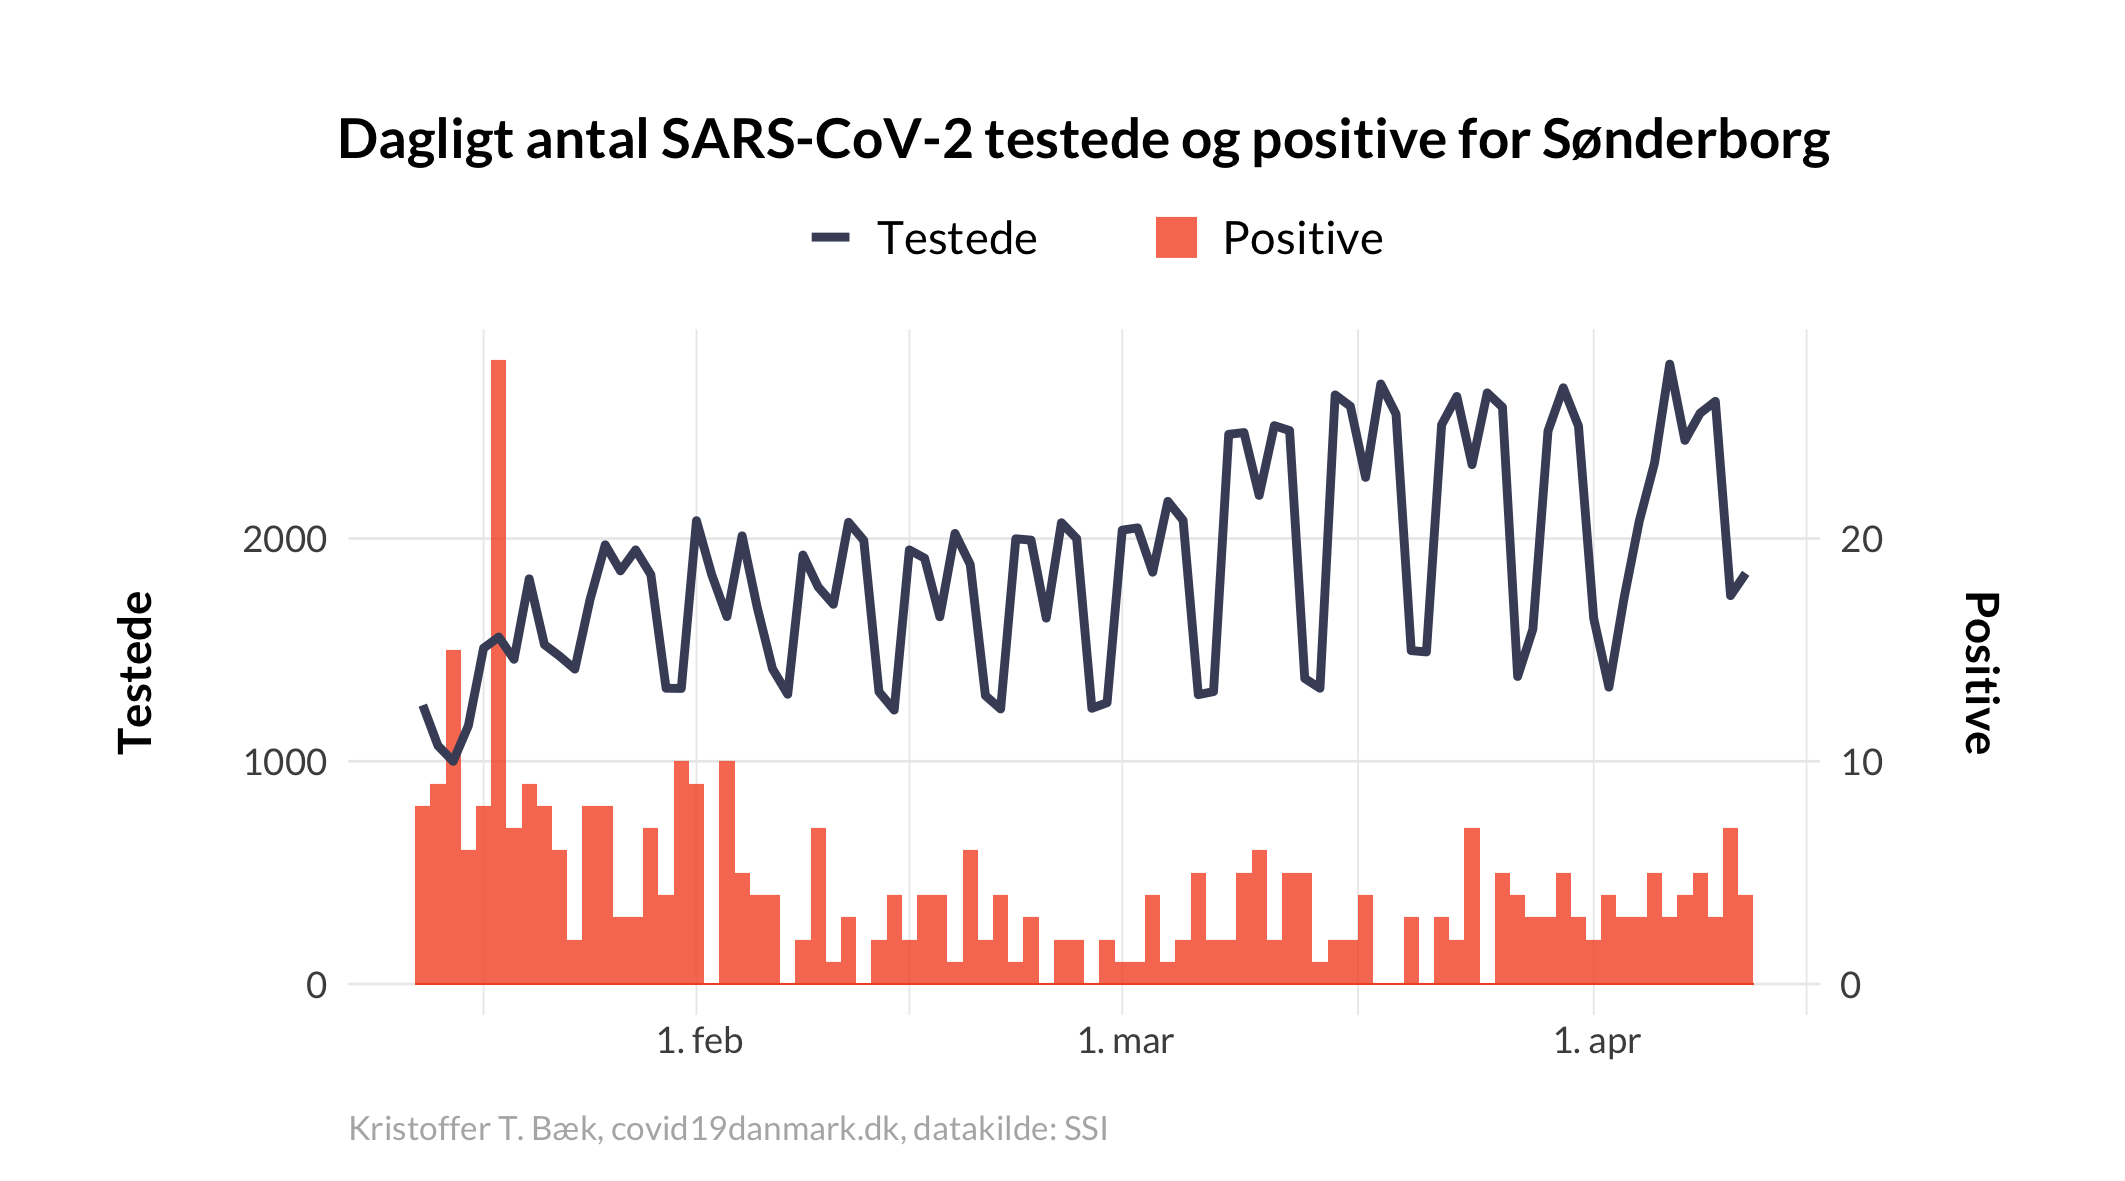 Dagligt antal SARS-CoV-2 testede og positive for Sønderborg
Testede
Positive
2000
1000
0
Testede
20
10
0
Positive
1. feb
1. mar
1. apr
Kristoffer T. Bæk, covid19danmark.dk, datakilde: SSI